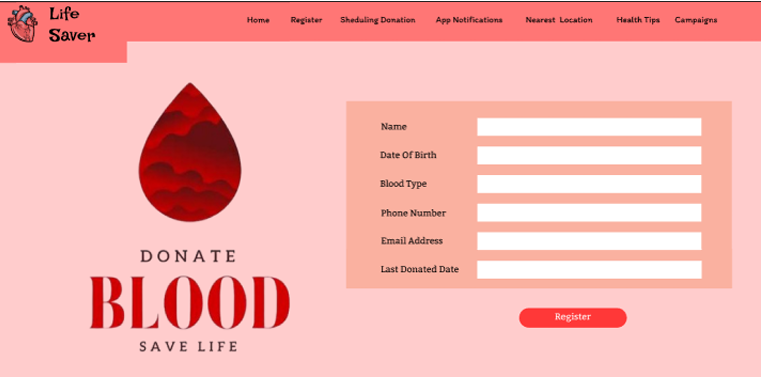 Life
Saver
Home Register Sheduling Donation App Notifications Nearest Location Health Tips Campaigns
DONATE
BLOOD
SAVE LIFE
Name
Date Of Birth
Blood Type
Phone Number
Email Address
Last Donated Date
Register